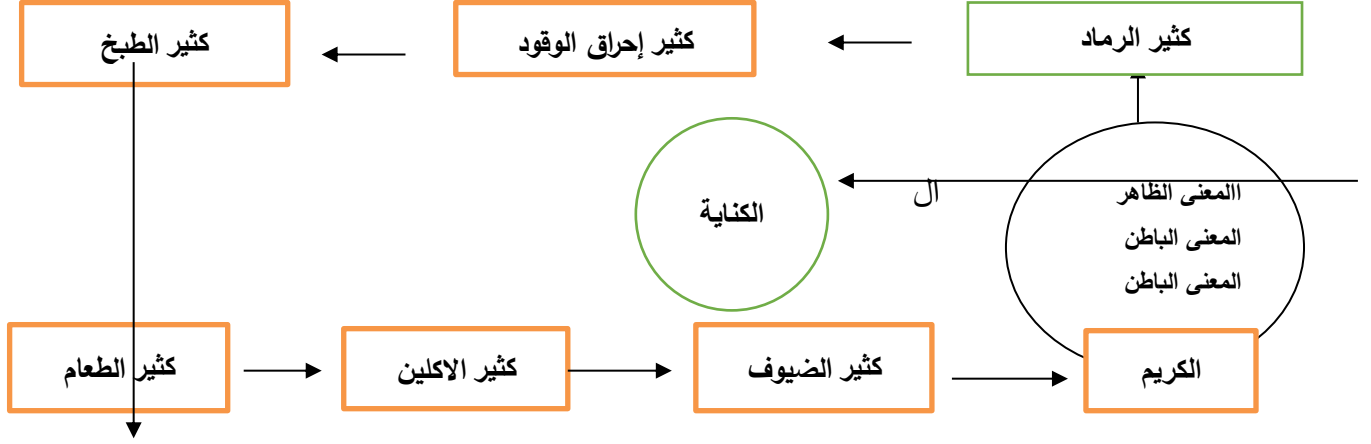 كثير الرماد
كثير إحراق الوقود
كثير الطبخ
ال
االمعنى الظاهر
الكناية
المعنى الباطن
المعنى الباطن
كثير الطعام
كثير الاكلين
كثير الضيوف
الكريم